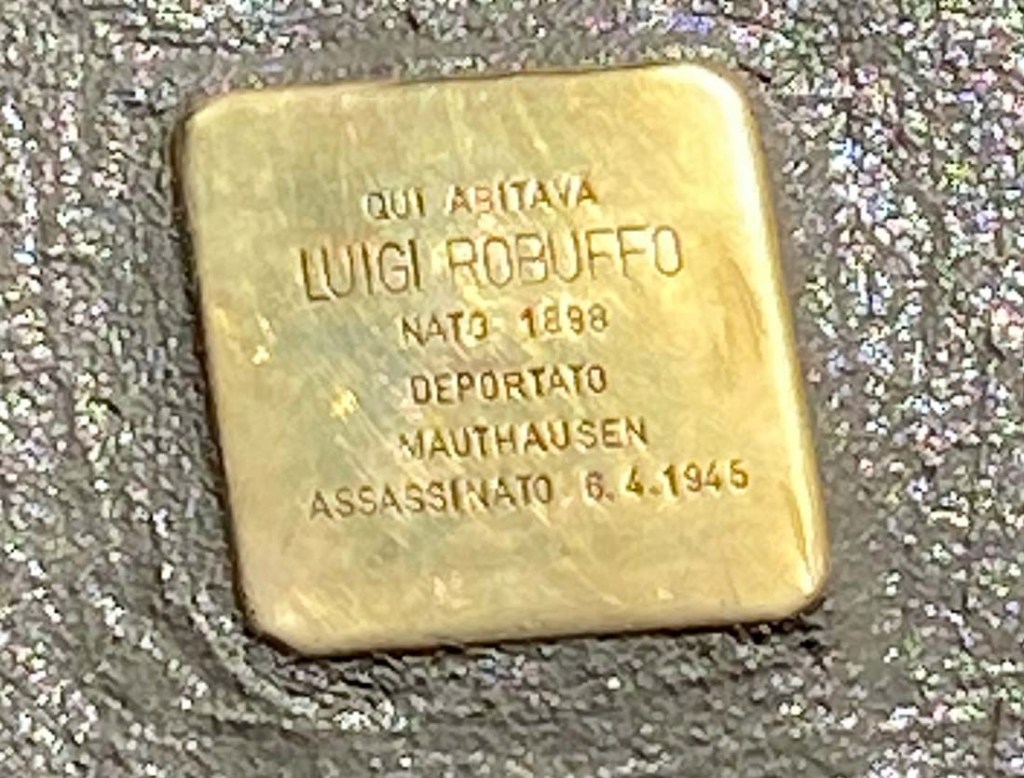 QUI ABITAVA
LUIGI ROBUFFO
NATO 1898
DEPORTATO
MAUTHAUSEN
ASSASSINATO 6.4.1945